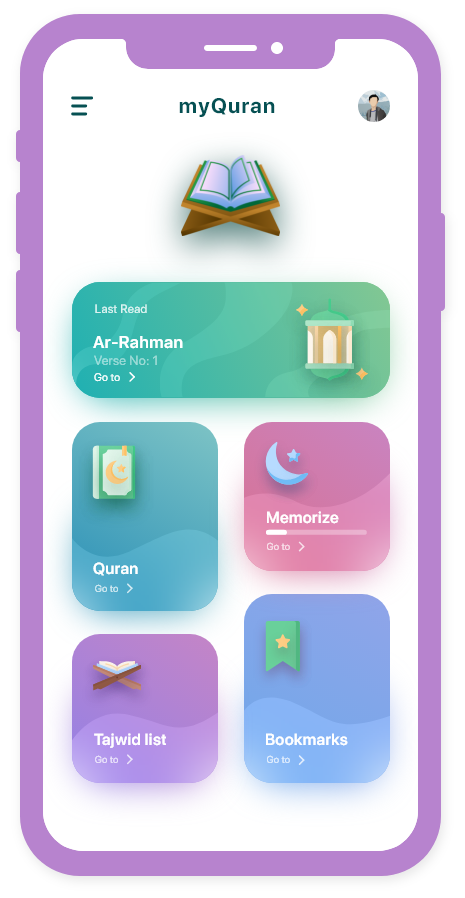 myQuran
Last Read
Ar-Rahman
Verse No: 1
Go to
Quran
Go to
Memorize
Go to
Tajwid list
Go to
Bookmarks
Go to